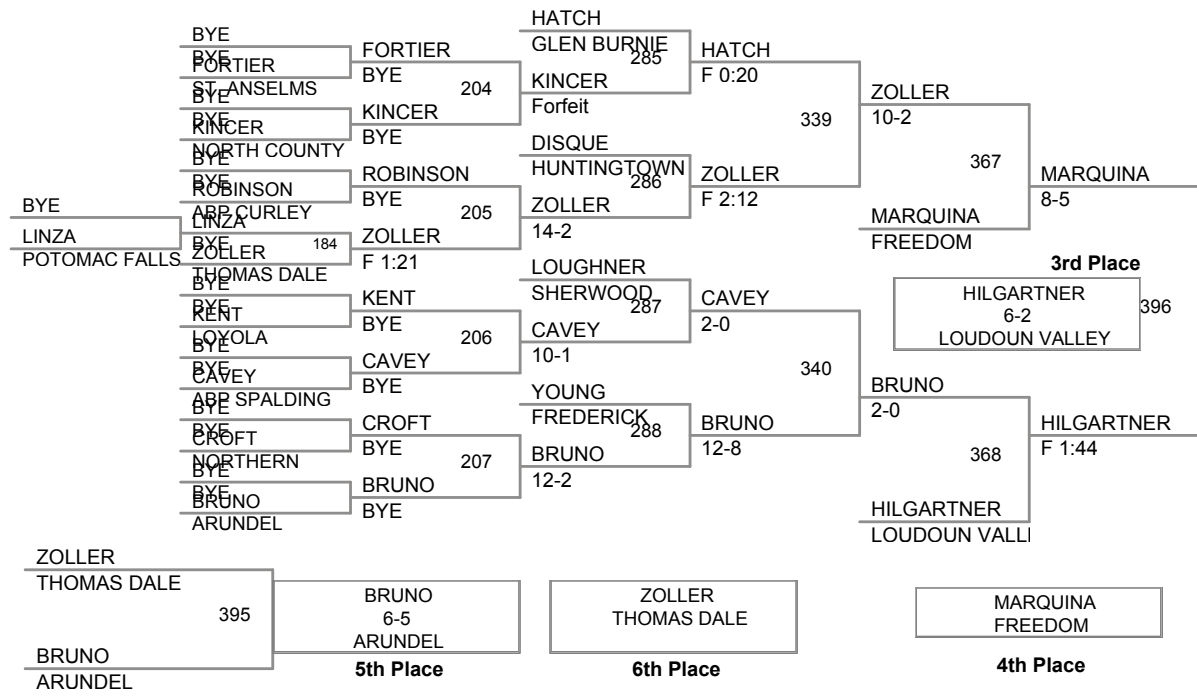 BYE
LINZA
POTOMAC FALLS
BYE
BYE
FORTIER
ST. ANSELMS
BYE
BYE
KINCER
NORTH COUNTY
BYE
BYE
ROBINSON
ABP CURLEY
LINZA
BYE
ZOLLER
184
THOMAS DALE
BYE
BYE
KENT
LOYOLA
BYE
BYE
CAVEY
ABP SPALDING
BYE
BYE
CROFT
NORTHERN
BYE
BYE
BRUNO
ARUNDEL
FORTIER
BYE
204
KINCER
BYE
ROBINSON
BYE
205
ZOLLER
F 1:21
KENT
BYE
206
CAVEY
BYE
CROFT
BYE
207
BRUNO
BYE
HATCH
GLEN BURNIE
285
KINCER
Forfeit
DISQUE
HUNTINGTOWN
286
ZOLLER
14-2
LOUGHNER
SHERWOOD
287
CAVEY
10-1
YOUNG
FREDERICK
288
BRUNO
12-2
HATCH
F 0:20
339
ZOLLER
F 2:12
CAVEY
2-0
340
BRUNO
12-8
ZOLLER
10-2
367
MARQUINA
FREEDOM
MARQUINA
8-5
3rd Place
HILGARTNER
6-2
LOUDOUN VALLEY
396
BRUNO
2-0
368
HILGARTNER
LOUDOUN VALL
HILGARTNER
F 1:44
ZOLLER
THOMAS DALE
395
BRUNO
ARUNDEL
BRUNO
6-5
ARUNDEL
5th Place
ZOLLER
THOMAS DALE
6th Place
MARQUINA
FREEDOM
4th Place